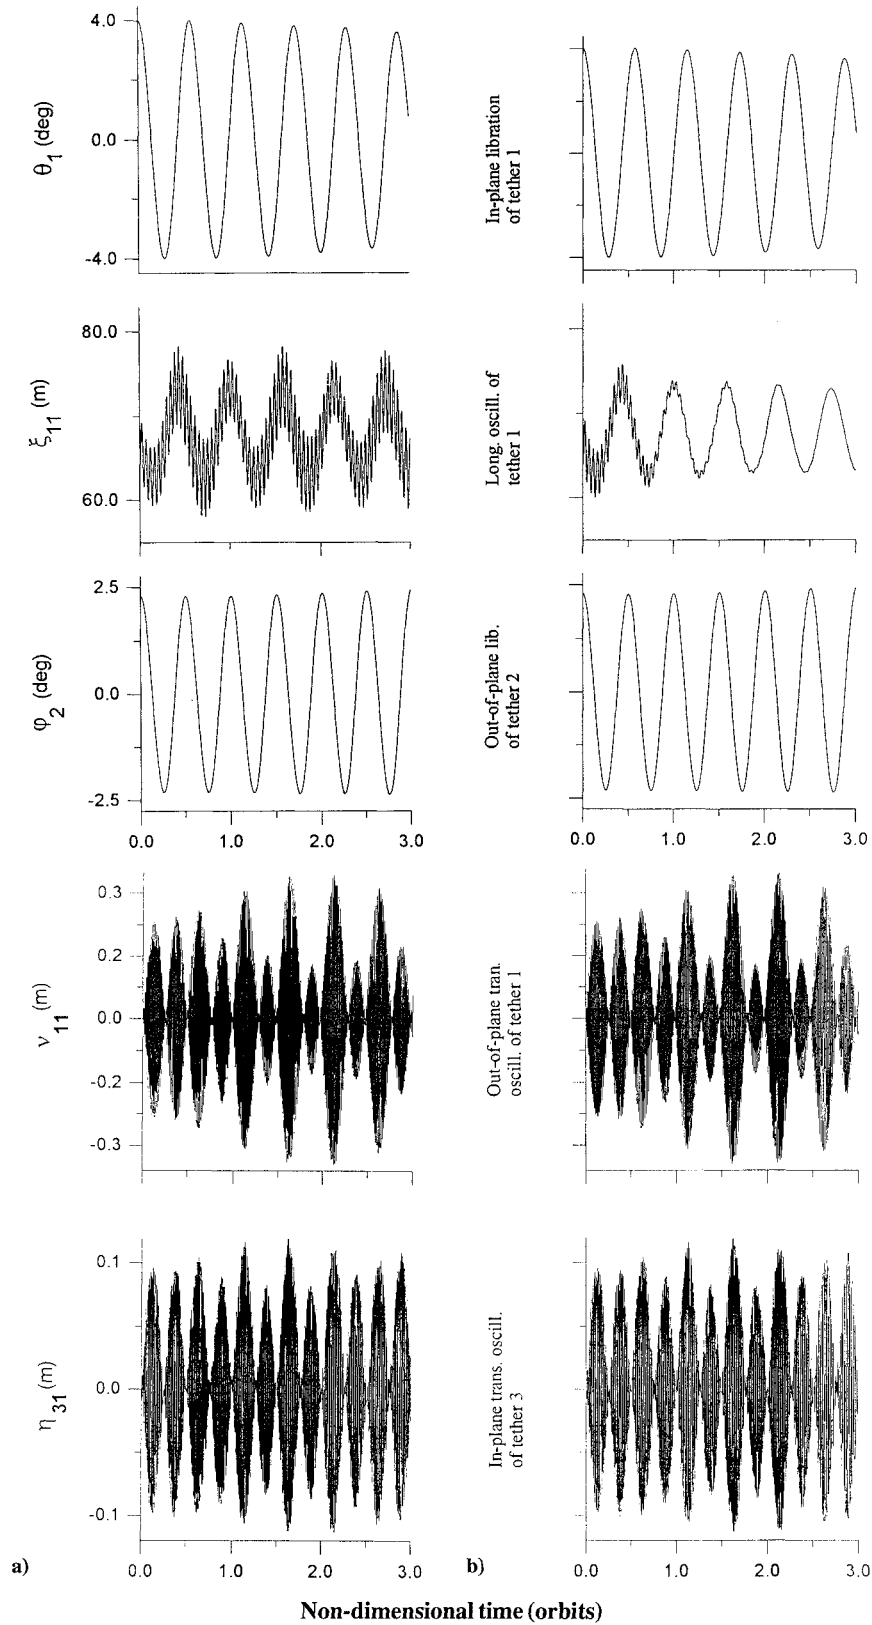 4.0
0.0
-4.0
θ1 (deg)
In-plane libration
of tether 1
80.0
60.0
ξ11 (m)
Long. oscill. of
tether 1
2.5
0.0
-2.5
φ2 (deg)
Out-of-plane lib.
of tether 2
0.0 1.0 2.0 3.0
0.0 1.0 2.0 3.0
0.3
0.2
0.0
-0.2
-0.3
ν11 (m)
Out-of-plane tran.
oscill. of tether 1
0.1
0.0
-0.1
η31 (m)
In-plane trans. oscill.
of tether 3
0.0 1.0 2.0 3.0
0.0 1.0 2.0 3.0
a)
b)
Non-dimensional time (orbits)